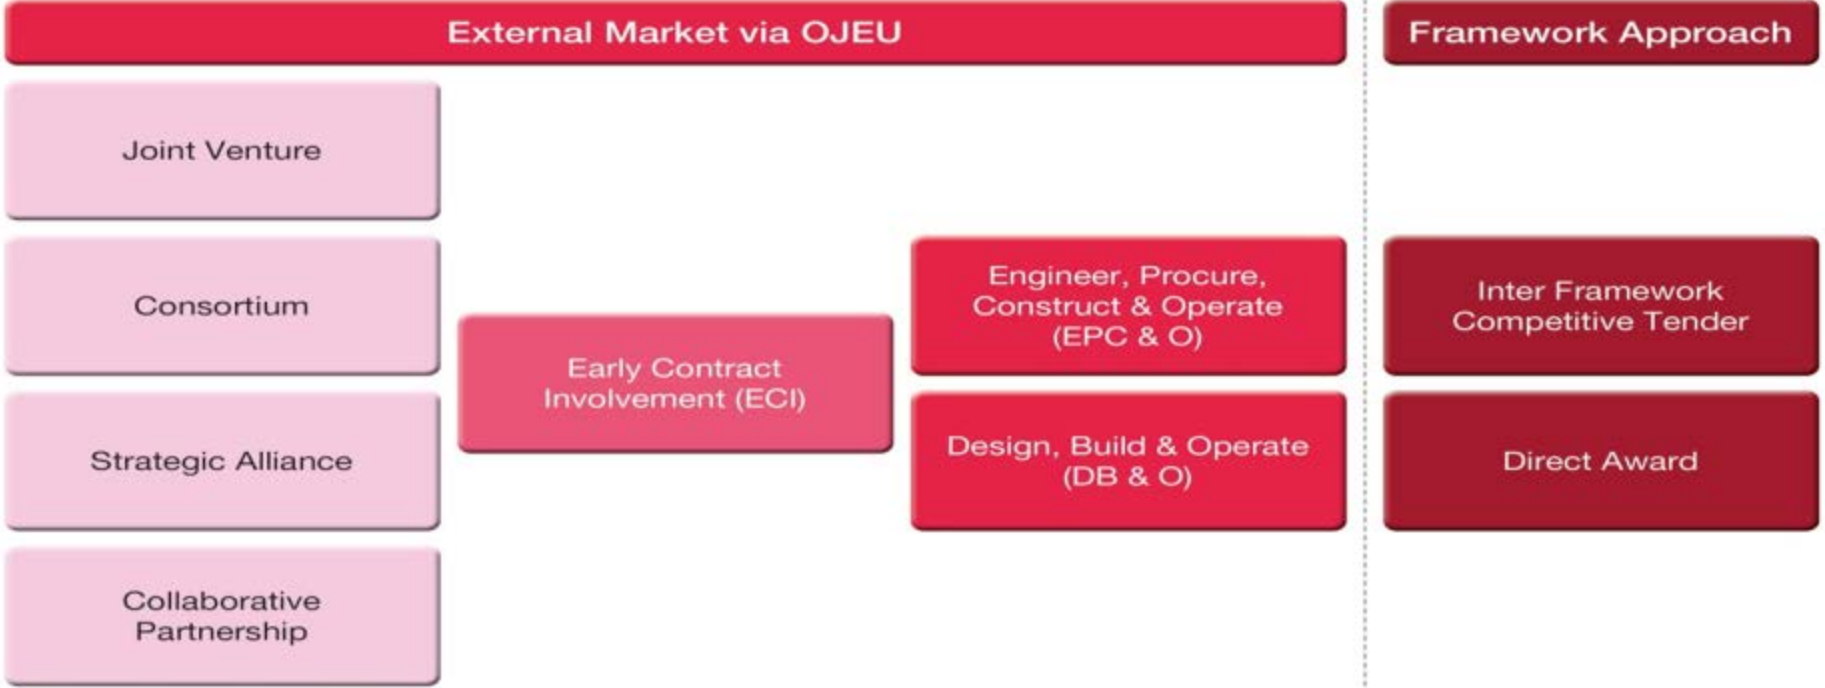 External Market via OJEU
Framework Approach
Joint Venture
Consortium
Strategic Alliance
Collaborative
Partnership
Early Contract
Involvement (ECI)
Engineer, Procure,
Construct & Operate
(EPC & O)
Design, Build & Operate
(DB & O)
Inter Framework
Competitive Tender
Direct Award